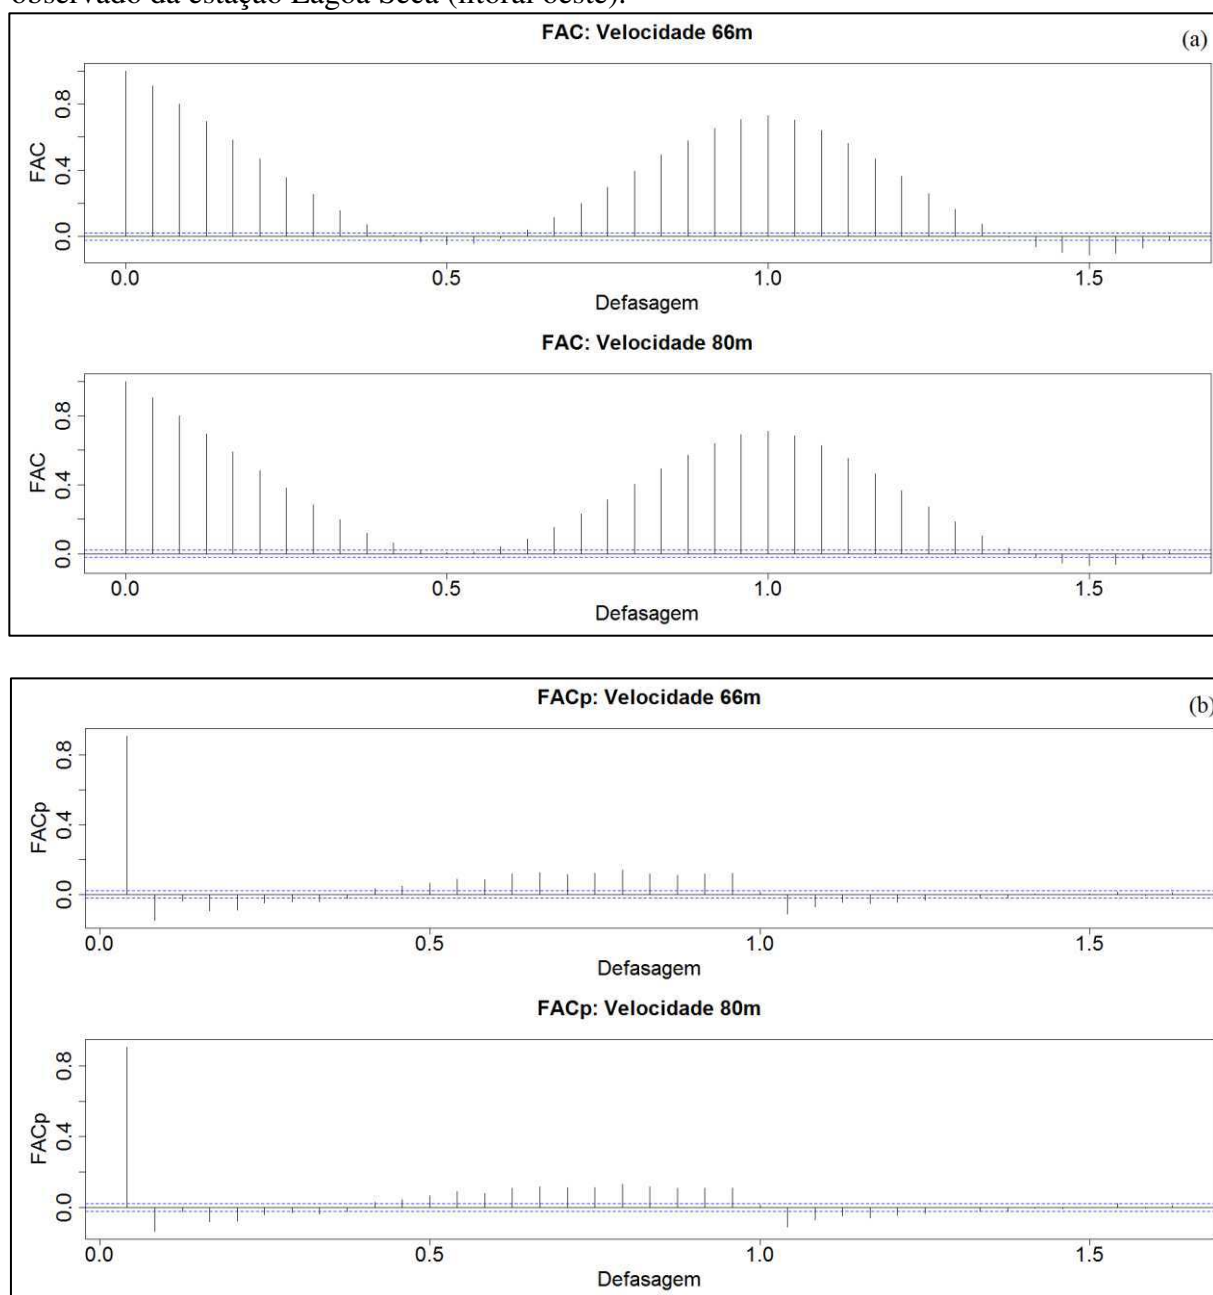 observado da estação Lagoa Seca (litoral oeste).
FAC: Velocidade 66m
(a)
FAC
0.0 0.4 0.8
0.0 0.5 1.0 1.5
Defasagem
FAC: Velocidade 80m
FAC
0.0 0.4 0.8
0.0 0.5 1.0 1.5
Defasagem
FACp: Velocidade 66m
(b)
FACp
0.0 0.4 0.8
0.0 0.5 1.0 1.5
Defasagem
FACp: Velocidade 80m
FACp
0.0 0.4 0.8
0.0 0.5 1.0 1.5
Defasagem